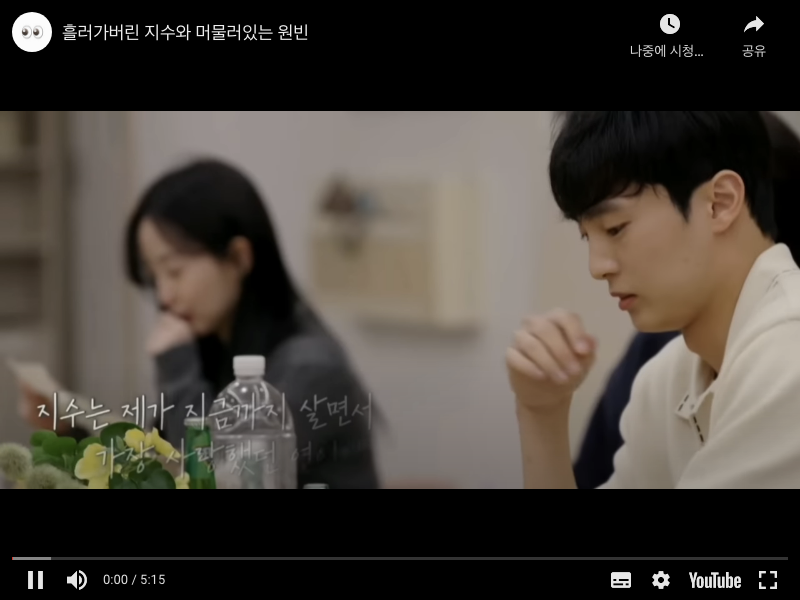 흘러가버린 지수와 머물러있는 원빈
나중에 시청...
공유
지수는 제가 지금까지 살면서
가장 사랑했던
0:00 / 5:15
YouTube